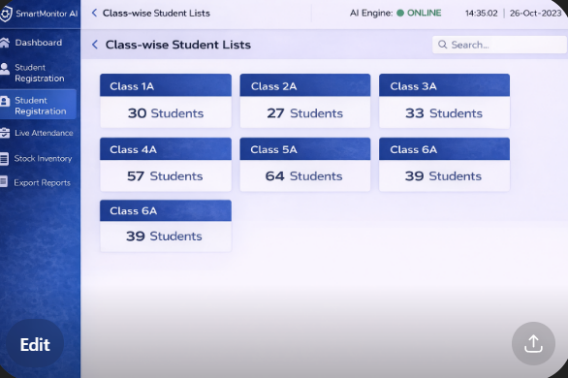 SmartMonitor AI
Class-wise Student Lists
AI Engine: ONLINE
14:35:02 | 26-Oct-2023
Dashboard
Student
Registration
Student
Registration
Live Attendance
Stock Inventory
Export Reports
Class-wise Student Lists
Search...
Class 1A
30 Students
Class 2A
27 Students
Class 3A
33 Students
Class 4A
57 Students
Class 5A
64 Students
Class 6A
39 Students
Class 6A
39 Students
Edit